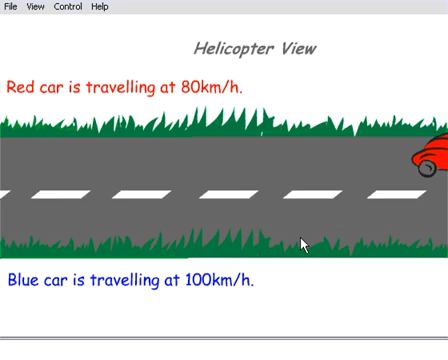 File View Control Help
Helicopter View
Red car is travelling at 80km/h.
Blue car is travelling at 100km/h.